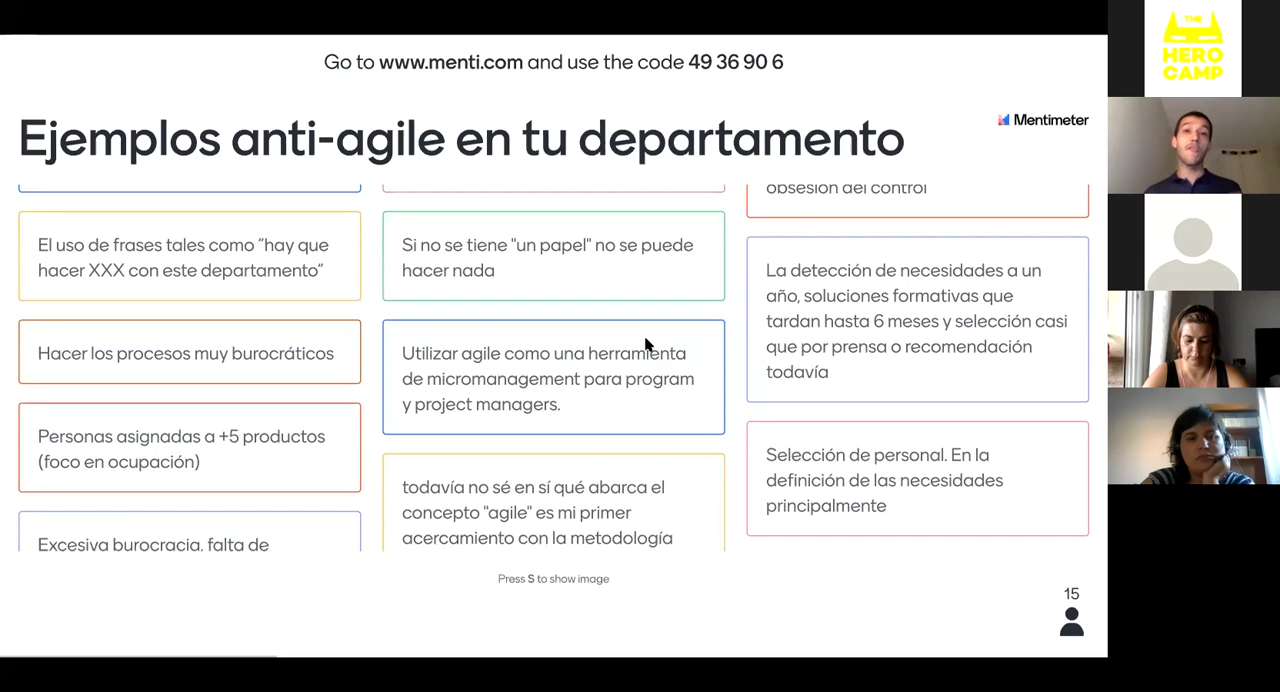 Go to www.menti.com and use the code 49 36 90 6
Ejemplos anti-agile en tu departamento
Mentimeter
El uso de frases tales como “hay que
hacer XXX con este departamento”
Hacer los procesos muy burocráticos
Personas asignadas a +5 productos
(foco en ocupación)
Excesiva burocracia, falta de
Si no se tiene "un papel" no se puede
hacer nada
Utilizar agile como una herramienta
de micromanagement para program
y project managers.
todavía no sé en sí qué abarca el
concepto "agile" es mi primer
acercamiento con la metodología
obsesión del control
La detección de necesidades a un
año, soluciones formativas que
tardan hasta 6 meses y selección casi
que por prensa o recomendación
todavía
Selección de personal. En la
definición de las necesidades
principalmente
Press S to show image
15
THE
HERO
CAMP